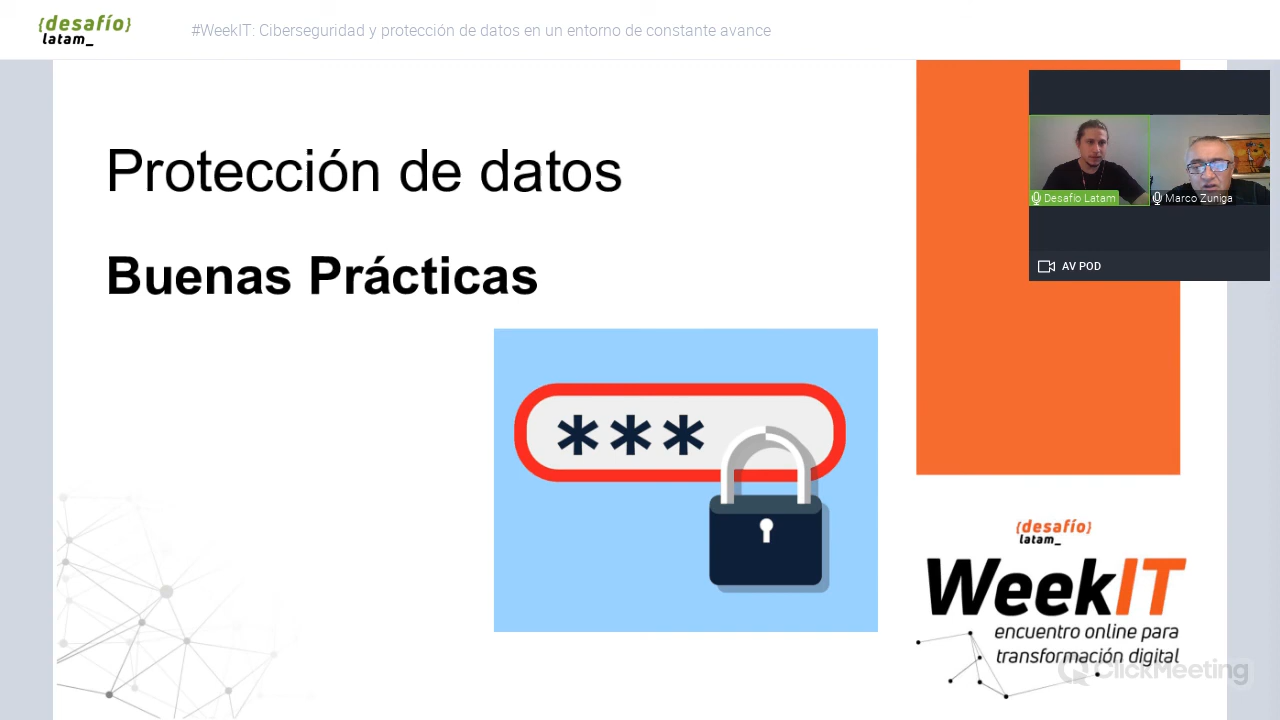 {desafío}
latam_
#WeekIT: Ciberseguridad y protección de datos en un entorno de constante avance
Protección de datos
Buenas Prácticas
***
Desafío Latam
Marco Zuniga
AV POD
{desafío}
latam_
WeekIT
encuentro online para
transformación digital
ClickMeeting